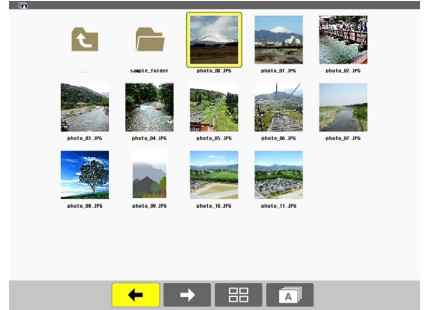 ..
sample_folder
photo_00.JPG
photo_01.JPG
photo_02.JPG
photo_03.JPG
photo_04.JPG
photo_05.JPG
photo_06.JPG
photo_07.JPG
photo_08.JPG
photo_09.JPG
photo_10.JPG
photo_11.JPG
A